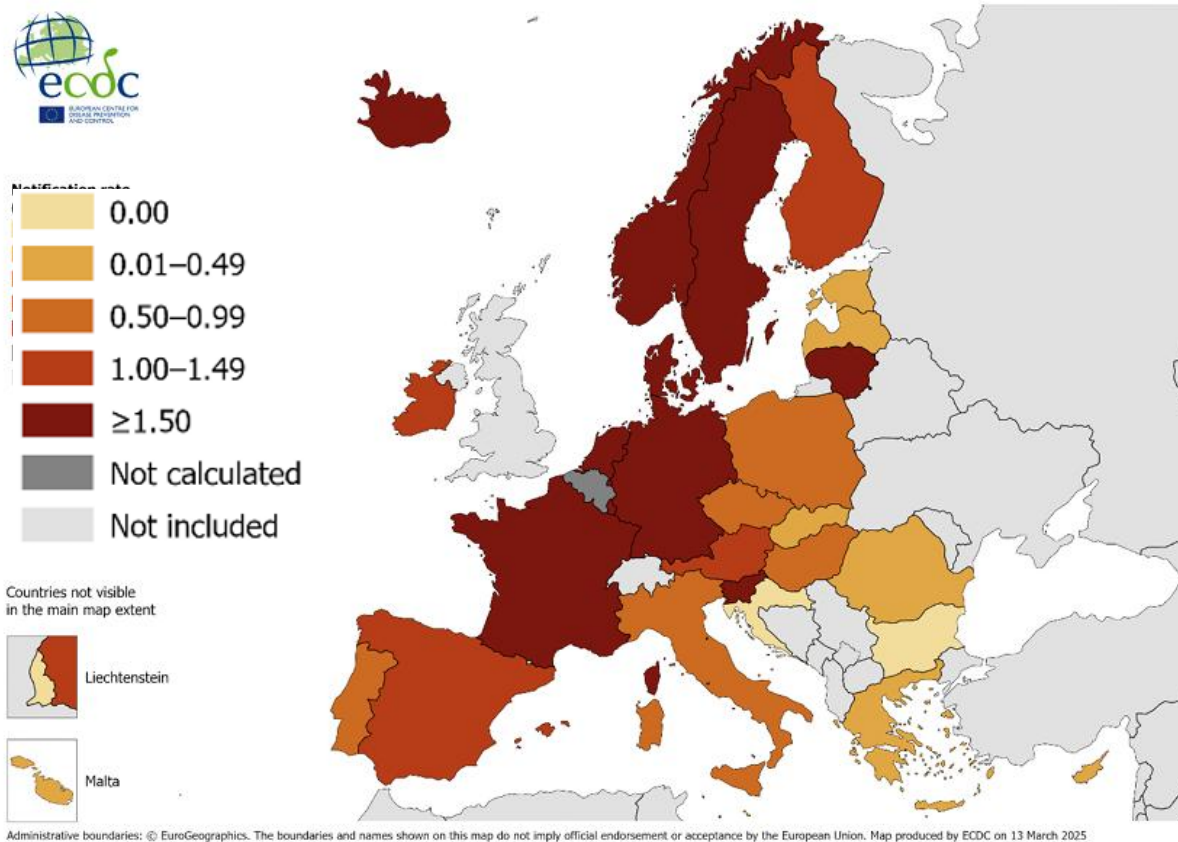 ecdc
EUROPEAN CENTRE FOR
DISEASE PREVENTION
AND CONTROL
Notification rate
0.00
0.01–0.49
0.50–0.99
1.00–1.49
≥1.50
Not calculated
Not included
Countries not visible
in the main map extent
Liechtenstein
Malta
Administrative boundaries: © EuroGeographics. The boundaries and names shown on this map do not imply official endorsement or acceptance by the European Union. Map produced by ECDC on 13 March 2025